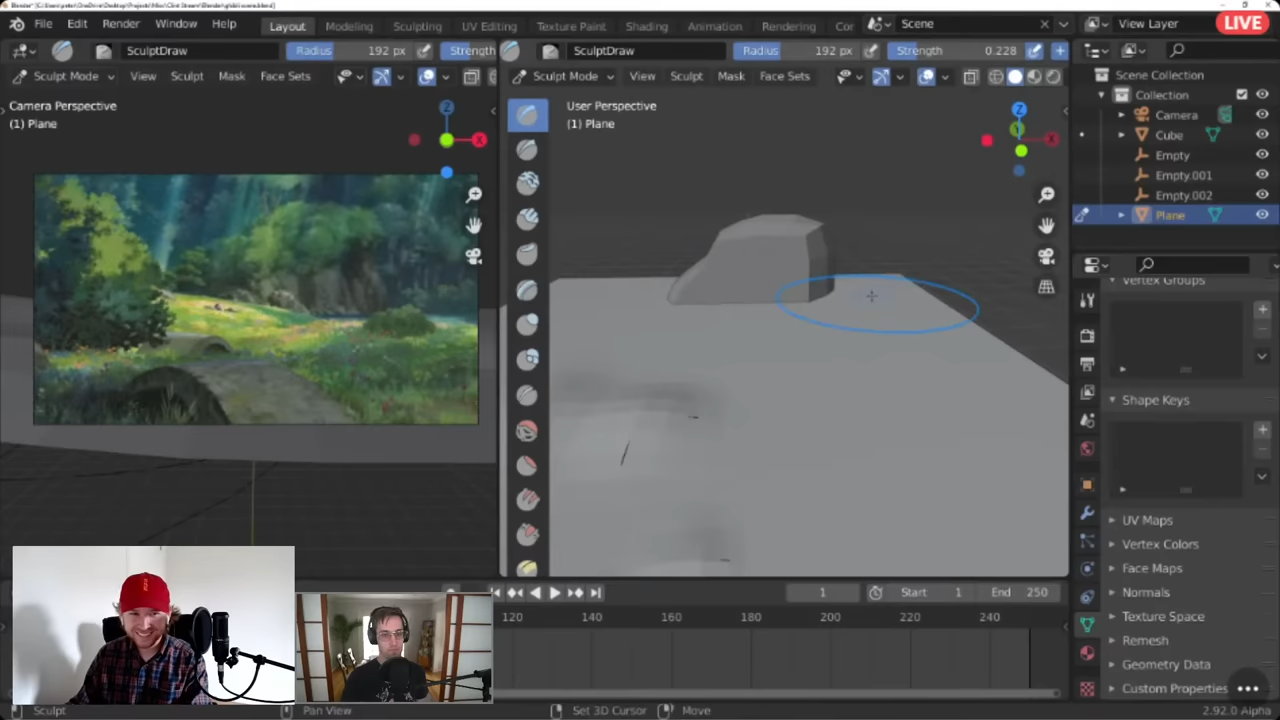 File Edit Render Window Help
Layout Modeling Sculpting UV Editing Texture Paint Shading Animation Rendering Cor
Scene
View Layer
LIVE
SculptDraw Radius 192 px Strength
SculptDraw Radius 192 px Strength 0.228
Sculpt Mode View Sculpt Mask Face Sets
Sculpt Mode View Sculpt Mask Face Sets
Camera Perspective
(1) Plane
Z
X
User Perspective
(1) Plane
Z
Y
X
Scene Collection
Collection
Camera
Cube
Empty
Empty.001
Empty.002
Plane
Vertex Groups
Shape Keys
UV Maps
Vertex Colors
Face Maps
Normals
Texture Space
Remesh
Geometry Data
Custom Properties
1 Start 1 End 250
120 140 160 180 200 220 240
Sculpt Pan View Set 3D Cursor Move 2.92.0 Alpha